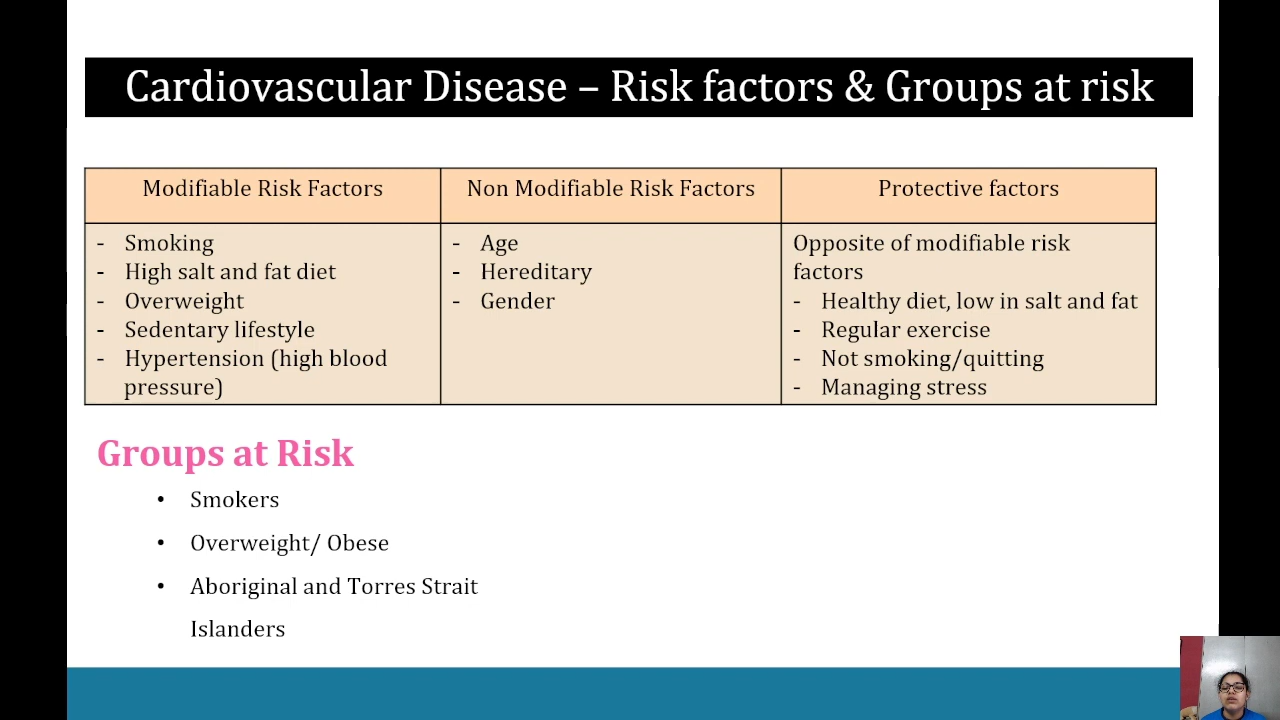 Cardiovascular Disease – Risk factors & Groups at risk
Modifiable Risk Factors
- Smoking
- High salt and fat diet
- Overweight
- Sedentary lifestyle
- Hypertension (high blood
pressure)
Non Modifiable Risk Factors
- Age
- Hereditary
- Gender
Protective factors
Opposite of modifiable risk
factors
- Healthy diet, low in salt and fat
- Regular exercise
- Not smoking/quitting
- Managing stress
Groups at Risk
• Smokers
• Overweight/ Obese
• Aboriginal and Torres Strait
Islanders